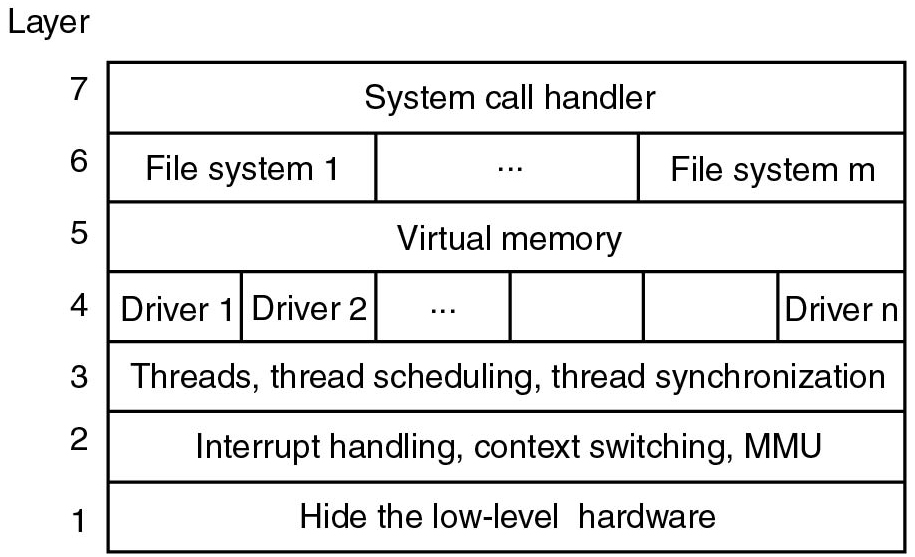 Layer
7 System call handler
6 File system 1 ... File system m
5 Virtual memory
4 Driver 1 Driver 2 ... Driver n
3 Threads, thread scheduling, thread synchronization
2 Interrupt handling, context switching, MMU
1 Hide the low-level hardware